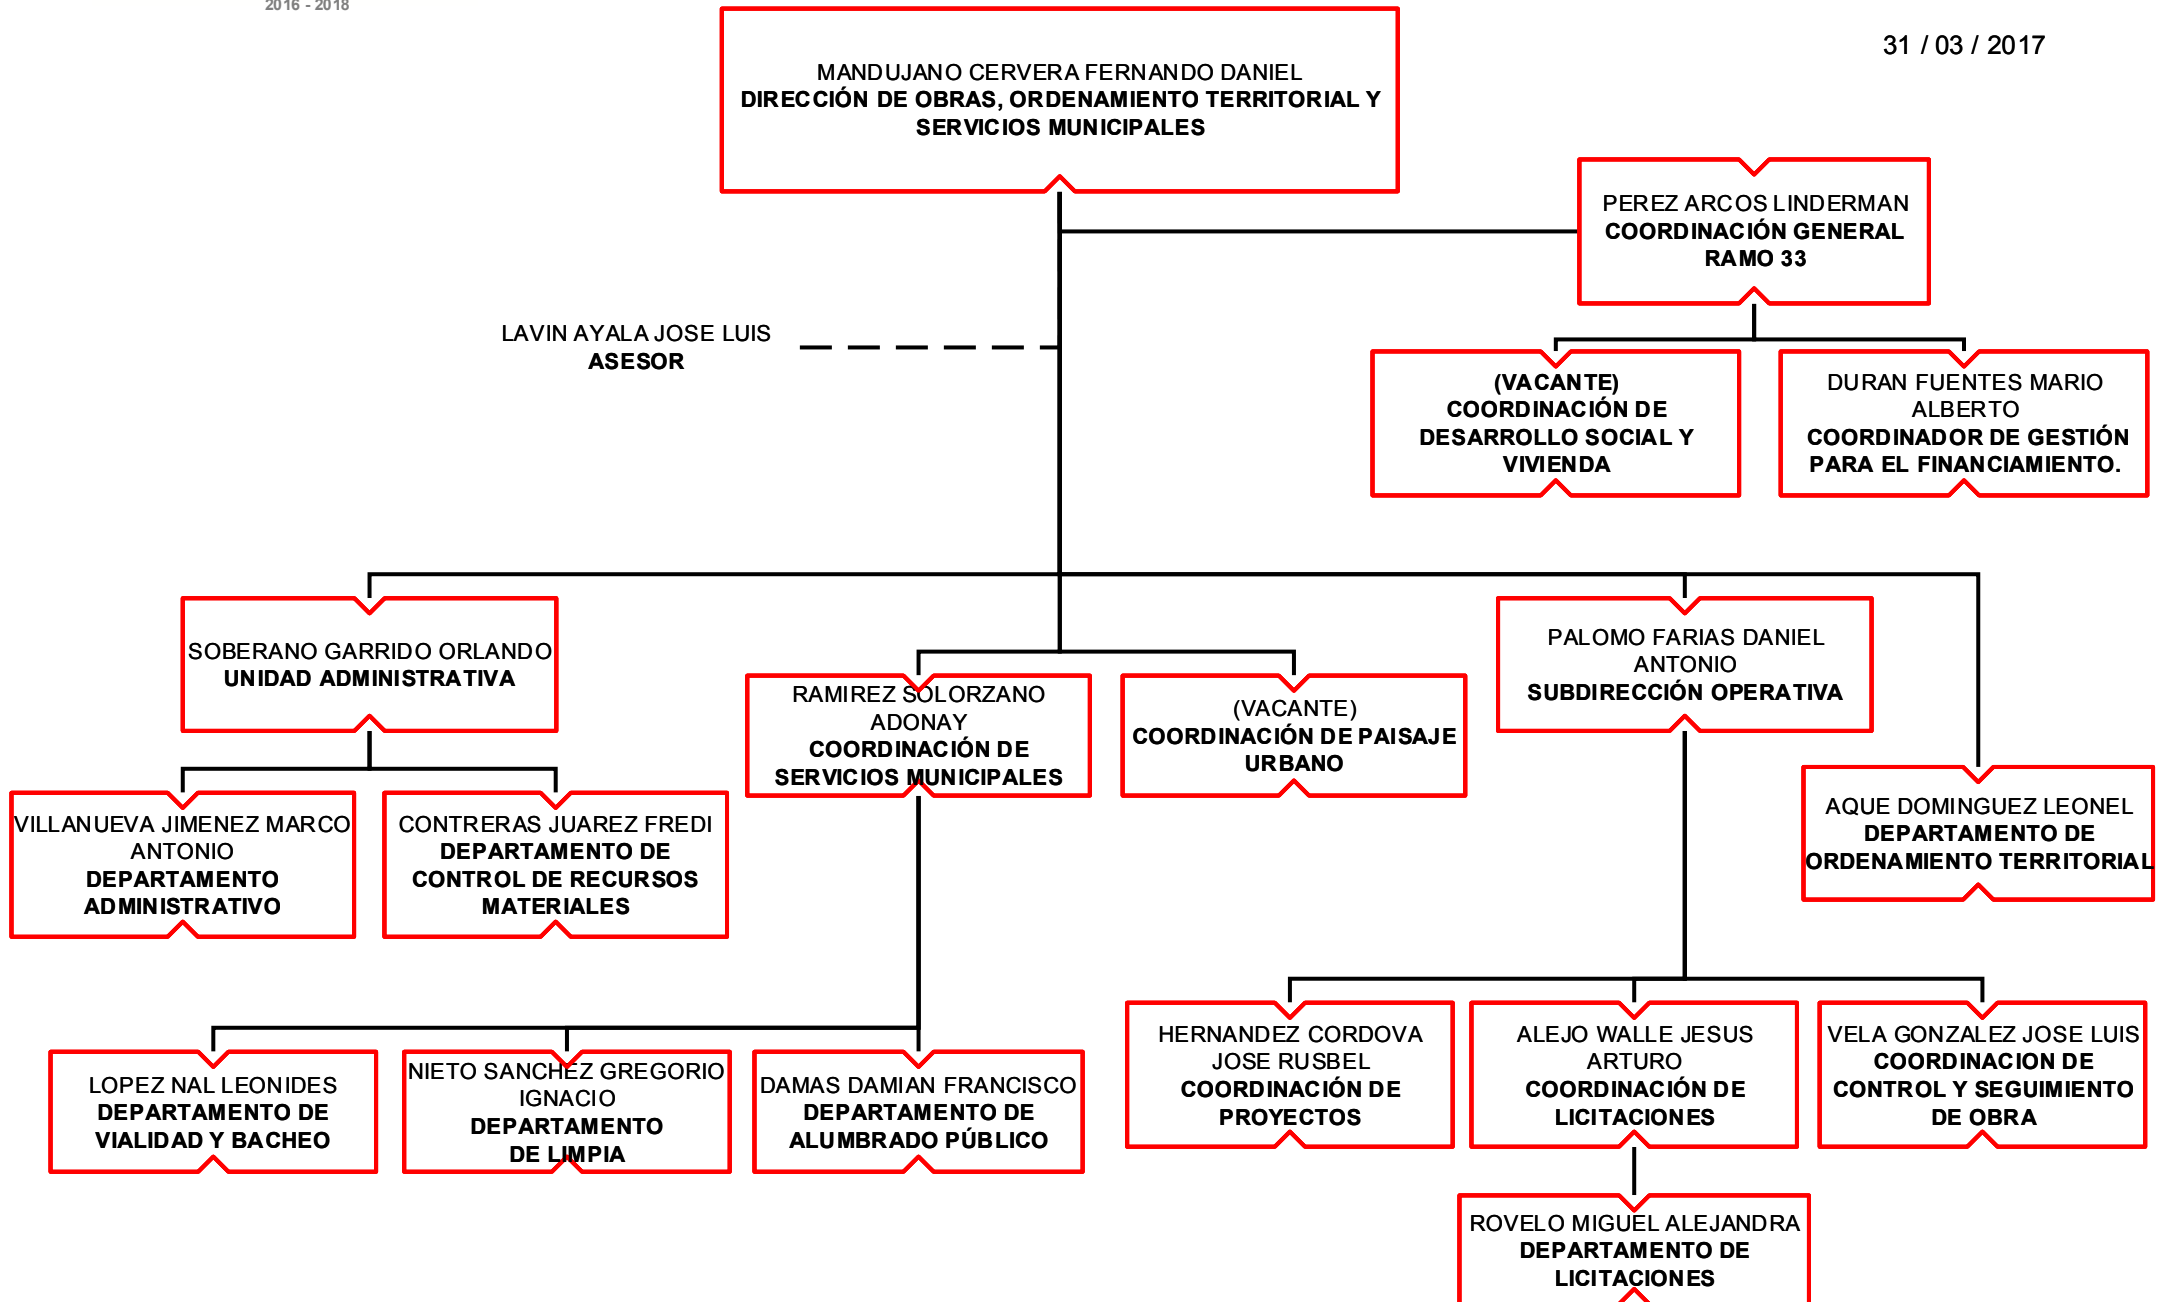 2016 - 2018
31 / 03 / 2017
MANDUJANO CERVERA FERNANDO DANIEL
DIRECCIÓN DE OBRAS, ORDENAMIENTO TERRITORIAL Y
SERVICIOS MUNICIPALES
PEREZ ARCOS LINDERMAN
COORDINACIÓN GENERAL
RAMO 33
LAVIN AYALA JOSE LUIS
ASESOR
(VACANTE)
COORDINACIÓN DE
DESARROLLO SOCIAL Y
VIVIENDA
DURAN FUENTES MARIO
ALBERTO
COORDINADOR DE GESTIÓN
PARA EL FINANCIAMIENTO.
SOBERANO GARRIDO ORLANDO
UNIDAD ADMINISTRATIVA
RAMIREZ SOLORZANO
ADONAY
COORDINACIÓN DE
SERVICIOS MUNICIPALES
(VACANTE)
COORDINACIÓN DE PAISAJE
URBANO
PALOMO FARIAS DANIEL
ANTONIO
SUBDIRECCIÓN OPERATIVA
AQUE DOMINGUEZ LEONEL
DEPARTAMENTO DE
ORDENAMIENTO TERRITORIAL
VILLANUEVA JIMENEZ MARCO
ANTONIO
DEPARTAMENTO
ADMINISTRATIVO
CONTRERAS JUAREZ FREDI
DEPARTAMENTO DE
CONTROL DE RECURSOS
MATERIALES
LOPEZ NAL LEONIDES
DEPARTAMENTO DE
VIALIDAD Y BACHEO
NIETO SANCHEZ GREGORIO
IGNACIO
DEPARTAMENTO
DE LIMPIA
DAMAS DAMIAN FRANCISCO
DEPARTAMENTO DE
ALUMBRADO PÚBLICO
HERNANDEZ CORDOVA
JOSE RUSBEL
COORDINACIÓN DE
PROYECTOS
ALEJO WALLE JESUS
ARTURO
COORDINACIÓN DE
LICITACIONES
VELA GONZALEZ JOSE LUIS
COORDINACION DE
CONTROL Y SEGUIMIENTO
DE OBRA
ROVELO MIGUEL ALEJANDRA
DEPARTAMENTO DE
LICITACIONES